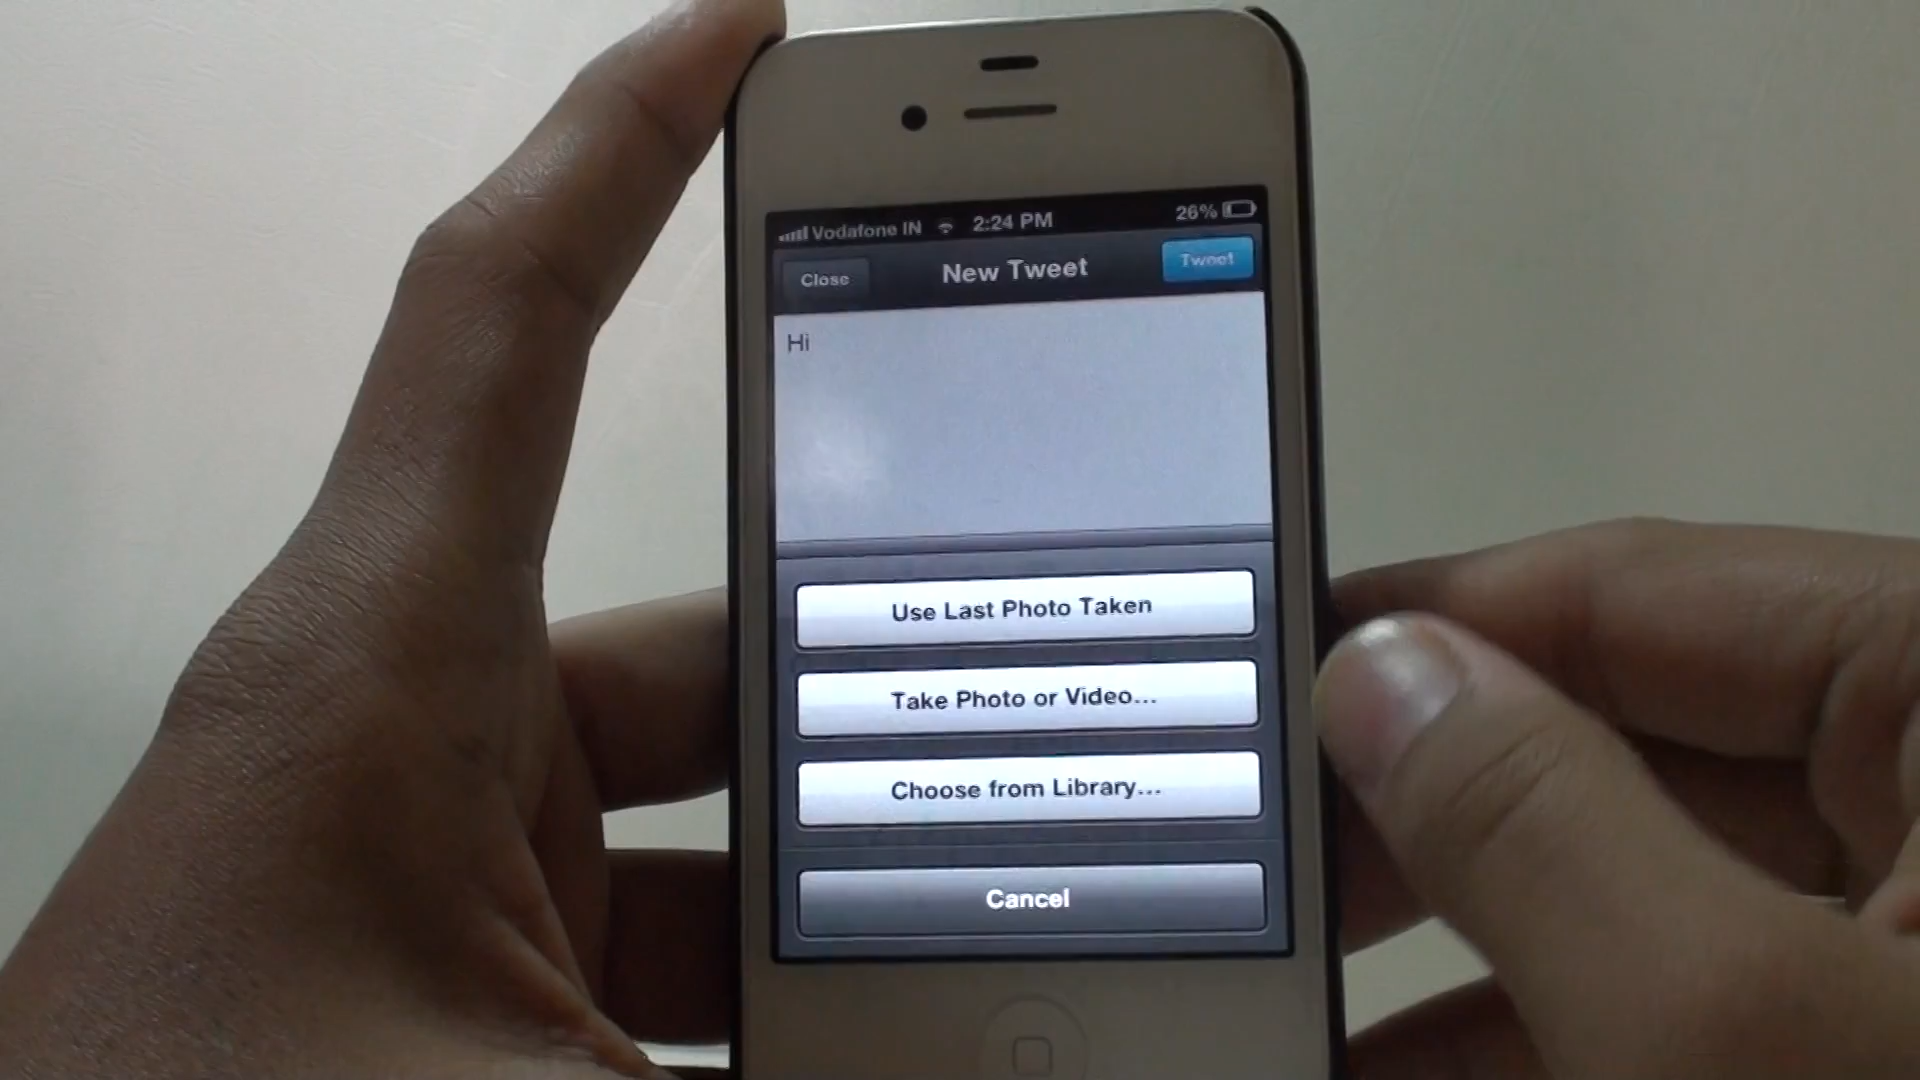 Vodafone IN 2:24 PM 26%
Close New Tweet Tweet
Hi
Use Last Photo Taken
Take Photo or Video...
Choose from Library...
Cancel